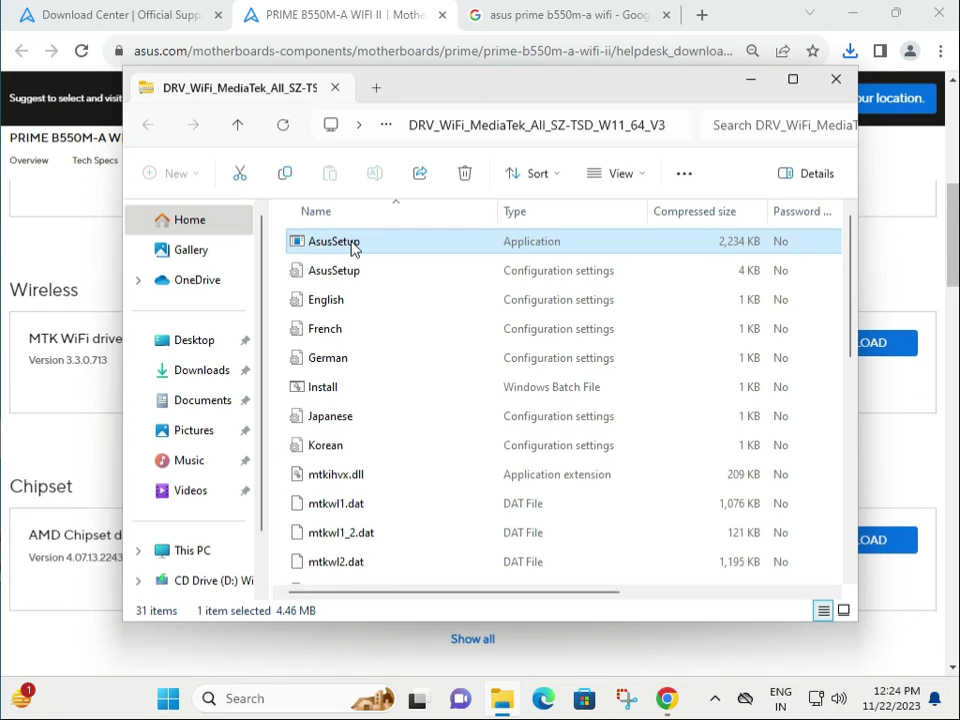 Download Center | Official Supp
PRIME B550M-A WIFI II | Mothe
asus prime b550m-a wifi - Goog
asus.com/motherboards-components/motherboards/prime/prime-b550m-a-wifi-ii/helpdesk_downloa...
Suggest to select and visit
our location.
PRIME B550M-A WI
Overview
Tech Specs
DRV_WiFi_MediaTek_All_SZ-TS
DRV_WiFi_MediaTek_All_SZ-TSD_W11_64_V3
Search DRV_WiFi_MediaT
New
Sort
View
Details
Name
Type
Compressed size
Password ...
Home
Gallery
OneDrive
Desktop
Downloads
Documents
Pictures
Music
Videos
This PC
CD Drive (D:) Wi
AsusSetup Application 2,234 KB No
AsusSetup Configuration settings 4 KB No
English Configuration settings 1 KB No
French Configuration settings 1 KB No
German Configuration settings 1 KB No
Install Windows Batch File 1 KB No
Japanese Configuration settings 1 KB No
Korean Configuration settings 1 KB No
mtkihvx.dll Application extension 209 KB No
mtkwl1.dat DAT File 1,076 KB No
mtkwl1_2.dat DAT File 121 KB No
mtkwl2.dat DAT File 1,195 KB No
31 items
1 item selected 4.46 MB
Wireless
MTK WiFi drive
Version 3.3.0.713
LOAD
Chipset
AMD Chipset d
Version 4.07.13.2243
LOAD
Show all
1
Search
ENG
IN
12:24 PM
11/22/2023